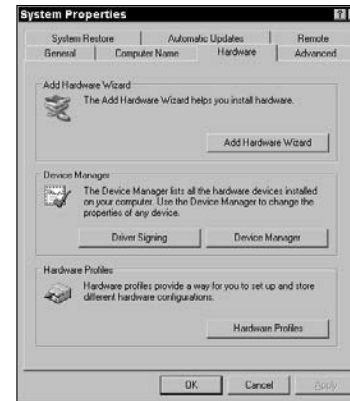 System Properties
System Restore Automatic Updates Remote
General Computer Name Hardware Advanced
Add Hardware Wizard
The Add Hardware Wizard helps you install hardware.
Add Hardware Wizard
Device Manager
The Device Manager lists all the hardware devices installed
on your computer. Use the Device Manager to change the
properties of any device.
Driver Signing Device Manager
Hardware Profiles
Hardware profiles provide a way for you to set up and store
different hardware configurations.
Hardware Profiles
OK Cancel Apply